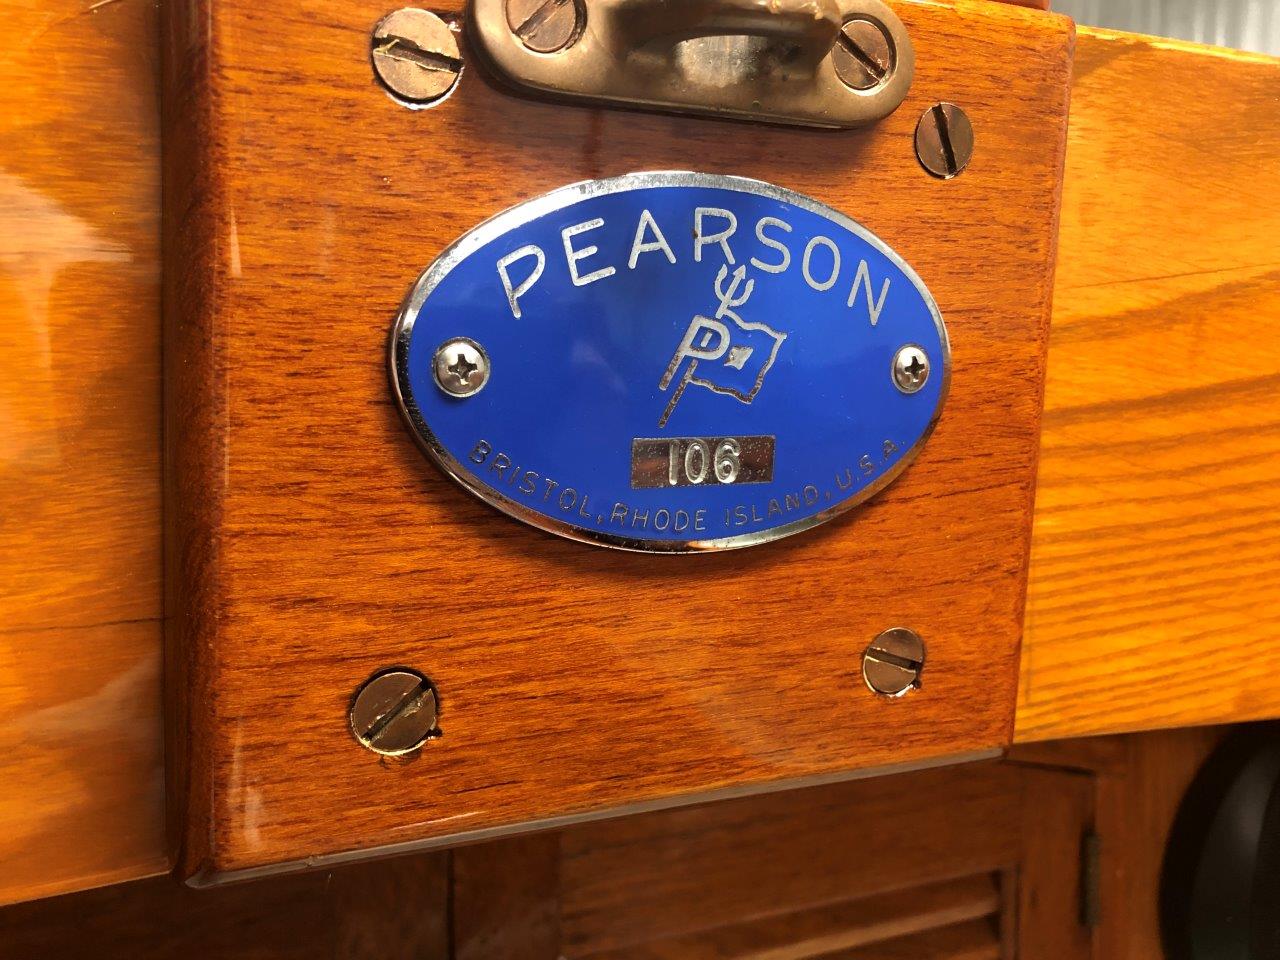 PEARSON
P
106
BRISTOL, RHODE ISLAND, U.S.A.